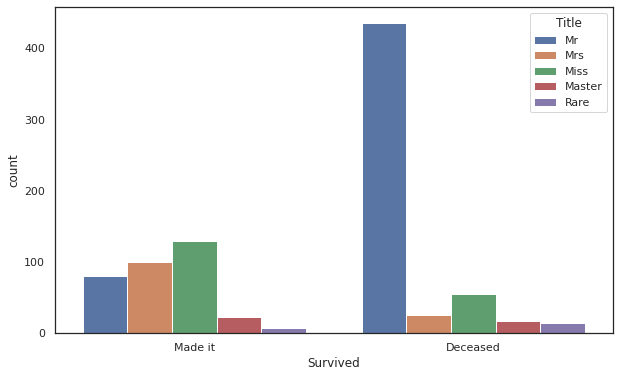 Title
Mr
Mrs
Miss
Master
Rare
400
300
200
100
0
count
Made it
Deceased
Survived